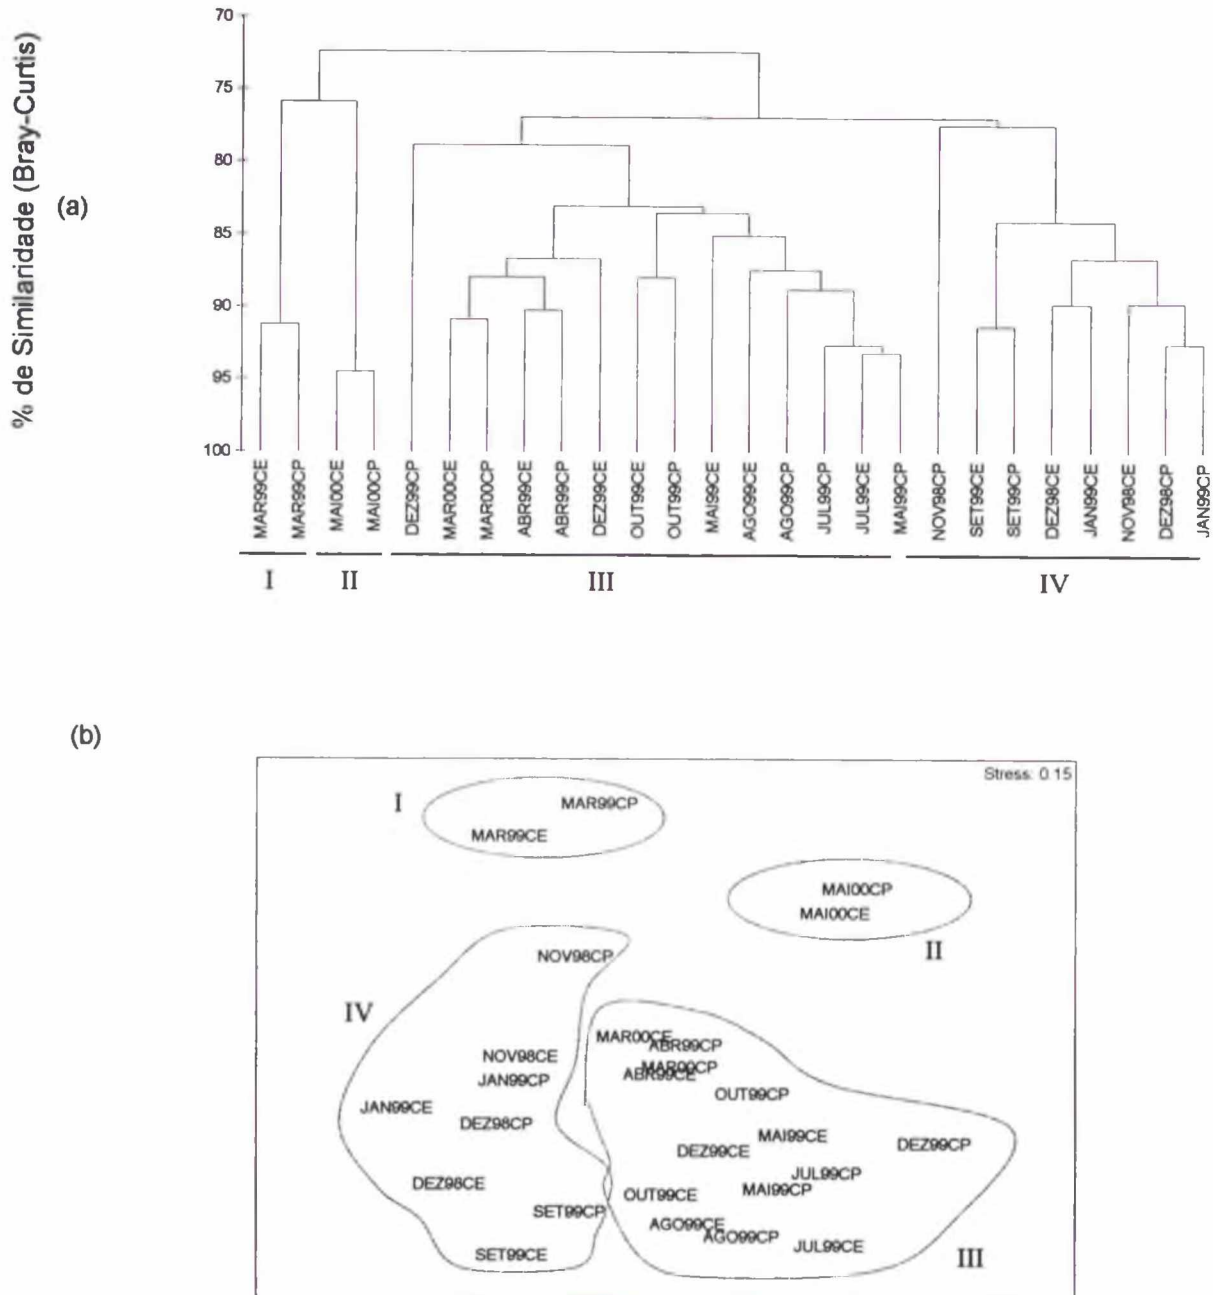 70
75
80
85
90
95
100
% de Similaridade (Bray-Curtis)
(a)
MAR99CE
MAR99CP
MAI00CE
MAI00CP
DEZ99CP
MAR00CE
MAR00CP
ABR99CE
ABR99CP
DEZ99CE
OUT99CE
OUT99CP
MAI99CE
AGO99CE
AGO99CP
JUL99CP
JUL99CE
MAI99CP
NOV98CP
SET99CE
SET99CP
DEZ98CE
JAN99CE
NOV98CE
DEZ98CP
JAN99CP
I
II
III
IV
(b)
Stress: 0.15
I
MAR99CP
MAR99CE
MAI00CP
MAI00CE
II
NOV98CP
IV
MAR00CE
ABR99CP
NOV98CE
MAR00CP
ABR99CE
JAN99CP
OUT99CP
JAN99CE
DEZ98CP
MAI99CE
DEZ99CP
DEZ99CE
JUL99CP
DEZ98CE
MAI99CP
OUT99CE
SET99CP
AGO99CE
AGO99CP
JUL99CE
SET99CE
III